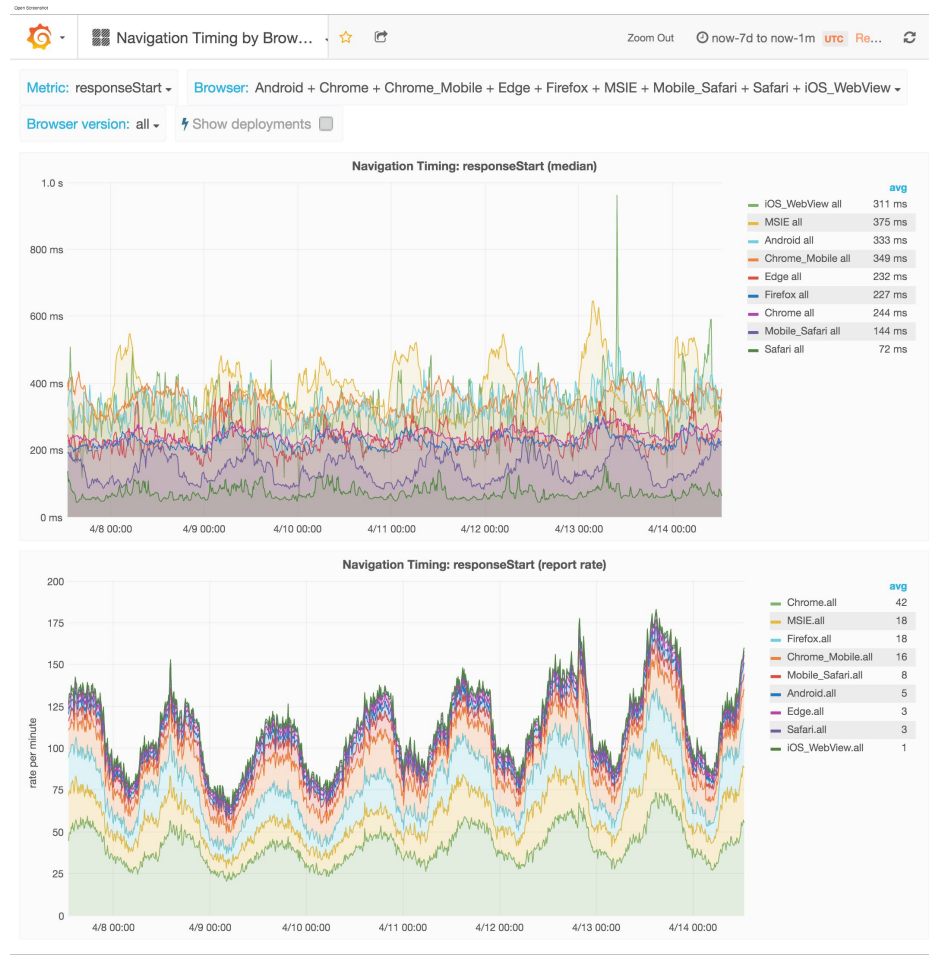 Open Screenshot
Navigation Timing by Brow...
Zoom Out
now-7d to now-1m UTC Re...
Metric: responseStart
Browser: Android + Chrome + Chrome_Mobile + Edge + Firefox + MSIE + Mobile_Safari + Safari + iOS_WebView
Browser version: all
Show deployments
Navigation Timing: responseStart (median)
1.0 s
800 ms
600 ms
400 ms
200 ms
0 ms
4/8 00:00 4/9 00:00 4/10 00:00 4/11 00:00 4/12 00:00 4/13 00:00 4/14 00:00
avg
iOS_WebView all 311 ms
MSIE all 375 ms
Android all 333 ms
Chrome_Mobile all 349 ms
Edge all 232 ms
Firefox all 227 ms
Chrome all 244 ms
Mobile_Safari all 144 ms
Safari all 72 ms
Navigation Timing: responseStart (report rate)
rate per minute
200
175
150
125
100
75
50
25
0
4/8 00:00 4/9 00:00 4/10 00:00 4/11 00:00 4/12 00:00 4/13 00:00 4/14 00:00
avg
Chrome.all 42
MSIE.all 18
Firefox.all 18
Chrome_Mobile.all 16
Mobile_Safari.all 8
Android.all 5
Edge.all 3
Safari.all 3
iOS_WebView.all 1